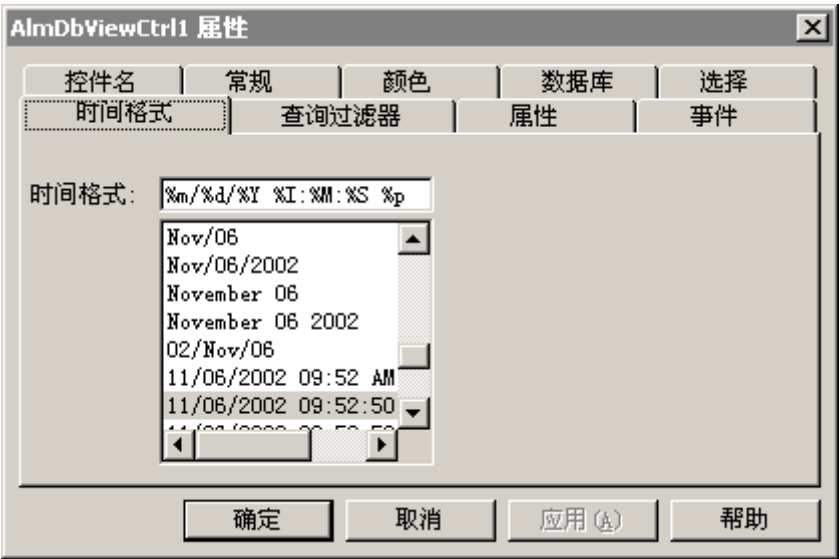 AlmDbViewCtrl1 属性
控件名 常规 颜色 数据库 选择
时间格式 查询过滤器 属性 事件
时间格式: %m/%d/%Y %I:%M:%S %p
Nov/06
Nov/06/2002
November 06
November 06 2002
02/Nov/06
11/06/2002 09:52 AM
11/06/2002 09:52:50
确定 取消 应用(A) 帮助